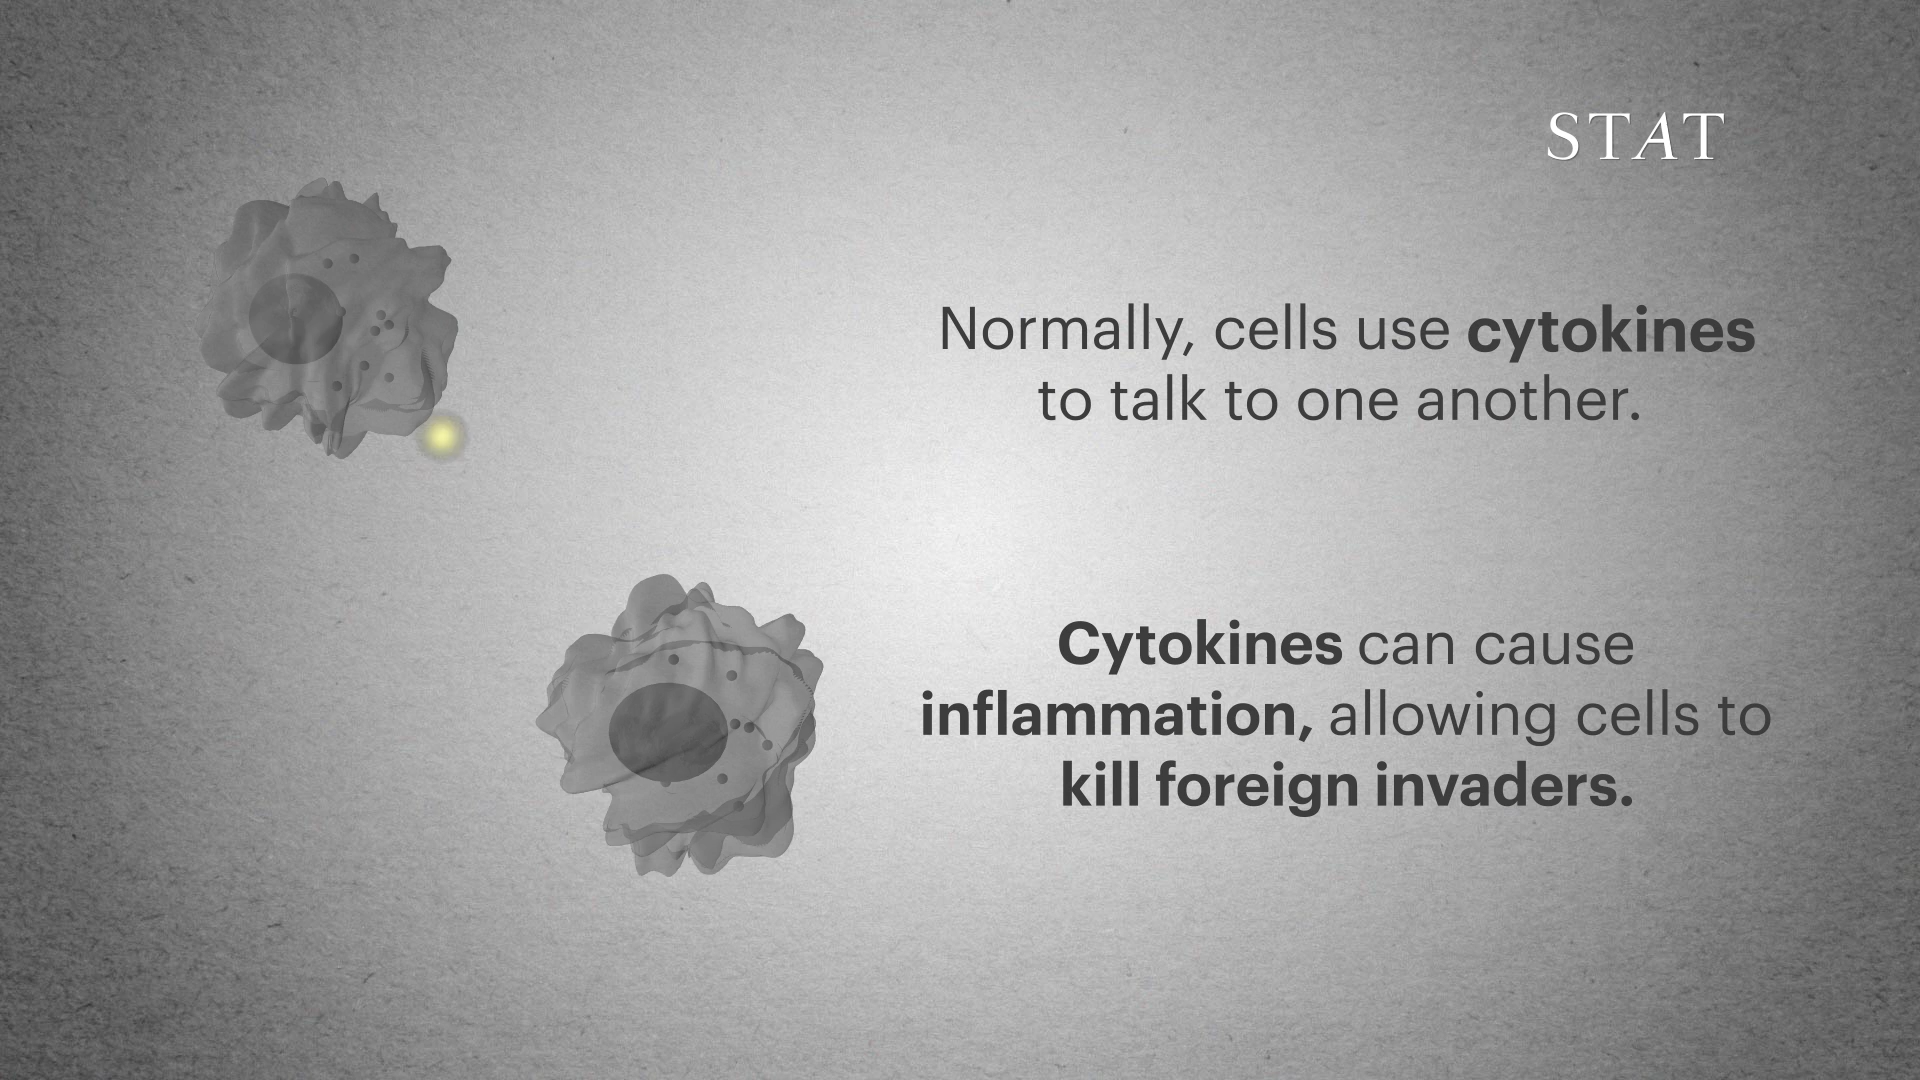 STAT
Normally, cells use cytokines
to talk to one another.
Cytokines can cause
inflammation, allowing cells to
kill foreign invaders.